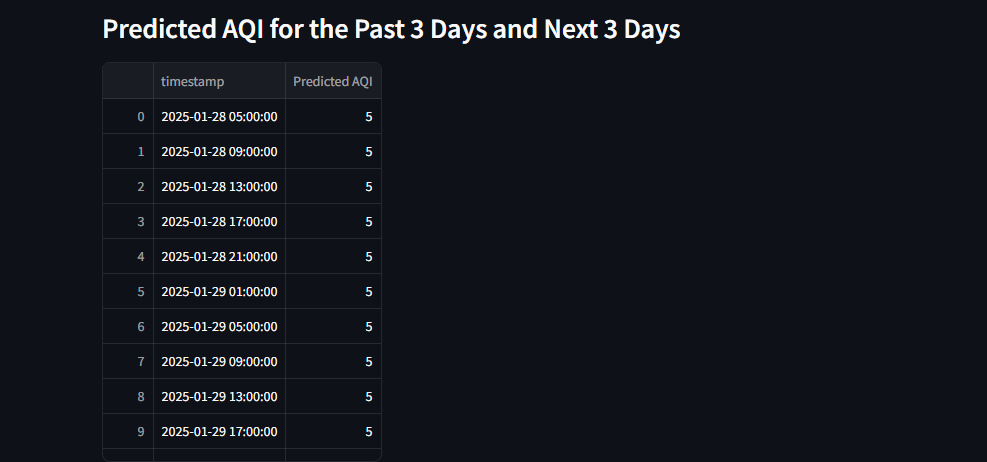 Predicted AQI for the Past 3 Days and Next 3 Days
timestamp Predicted AQI
0 2025-01-28 05:00:00 5
1 2025-01-28 09:00:00 5
2 2025-01-28 13:00:00 5
3 2025-01-28 17:00:00 5
4 2025-01-28 21:00:00 5
5 2025-01-29 01:00:00 5
6 2025-01-29 05:00:00 5
7 2025-01-29 09:00:00 5
8 2025-01-29 13:00:00 5
9 2025-01-29 17:00:00 5